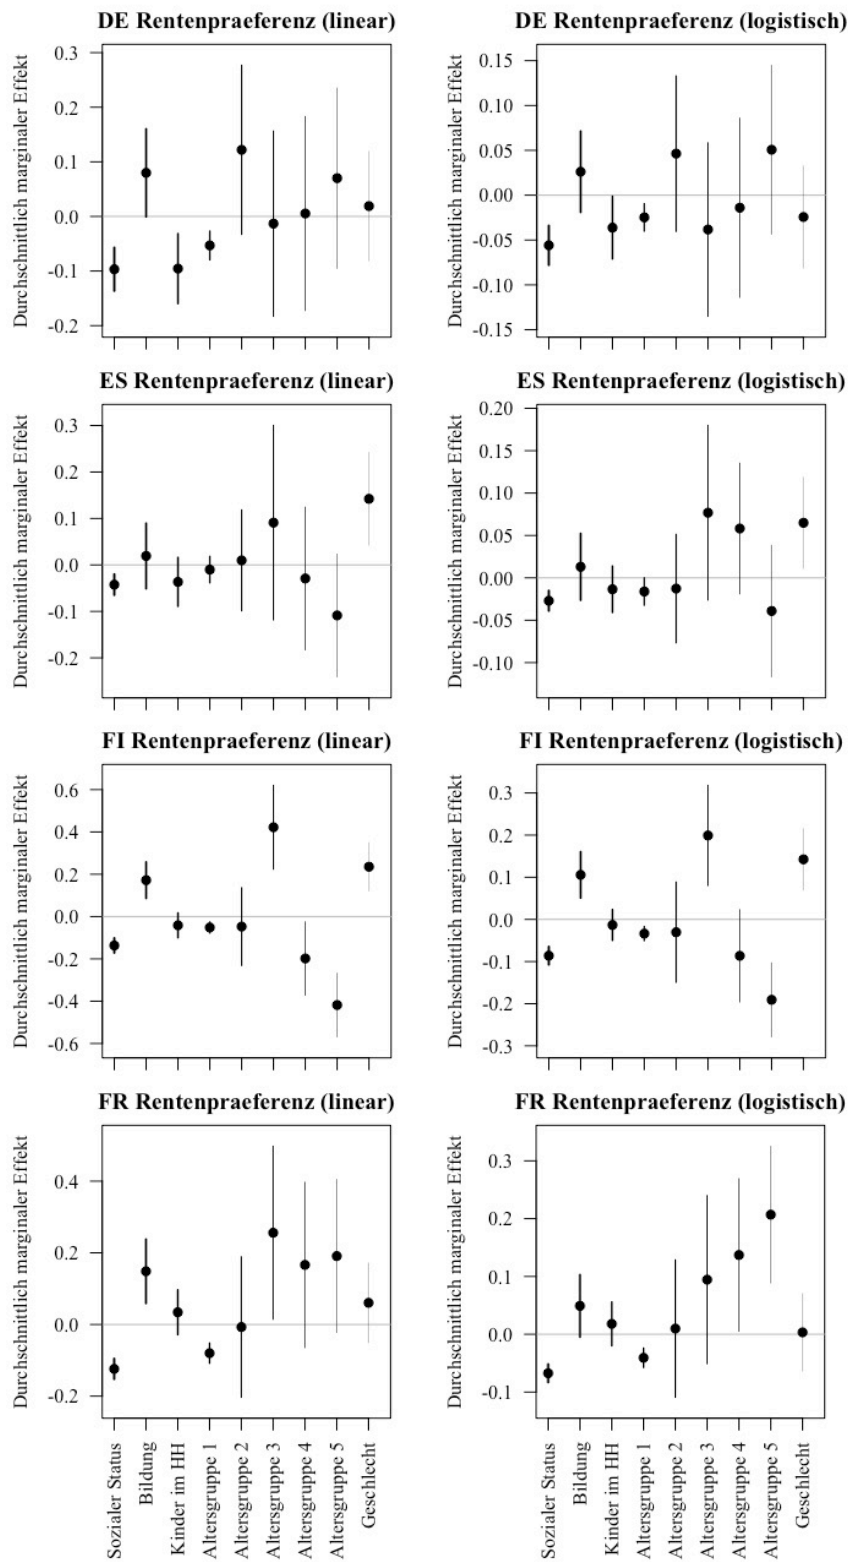 DE Rentenpraeferenz (linear)
Durchschnittlich marginaler Effekt
0.3
0.2
0.1
0.0
-0.1
-0.2
DE Rentenpraeferenz (logistisch)
Durchschnittlich marginaler Effekt
0.15
0.10
0.05
0.00
-0.05
-0.10
-0.15
ES Rentenpraeferenz (linear)
Durchschnittlich marginaler Effekt
0.3
0.2
0.1
0.0
-0.1
-0.2
ES Rentenpraeferenz (logistisch)
Durchschnittlich marginaler Effekt
0.20
0.15
0.10
0.05
0.00
-0.05
-0.10
FI Rentenpraeferenz (linear)
Durchschnittlich marginaler Effekt
0.6
0.4
0.2
0.0
-0.2
-0.4
-0.6
FI Rentenpraeferenz (logistisch)
Durchschnittlich marginaler Effekt
0.3
0.2
0.1
0.0
-0.1
-0.2
-0.3
FR Rentenpraeferenz (linear)
Durchschnittlich marginaler Effekt
0.4
0.2
0.0
-0.2
Sozialer Status
Bildung
Kinder im HH
Altersgruppe 1
Altersgruppe 2
Altersgruppe 3
Altersgruppe 4
Altersgruppe 5
Geschlecht
FR Rentenpraeferenz (logistisch)
Durchschnittlich marginaler Effekt
0.3
0.2
0.1
0.0
-0.1
Sozialer Status
Bildung
Kinder im HH
Altersgruppe 1
Altersgruppe 2
Altersgruppe 3
Altersgruppe 4
Altersgruppe 5
Geschlecht